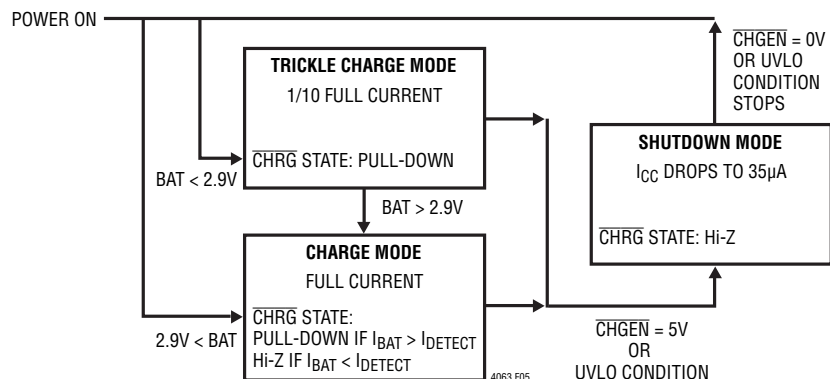 POWER ON
TRICKLE CHARGE MODE
1/10 FULL CURRENT
CHRG STATE: PULL-DOWN
BAT < 2.9V
BAT > 2.9V
CHARGE MODE
FULL CURRENT
CHRG STATE:
PULL-DOWN IF IBAT > IDETECT
Hi-Z IF IBAT < IDETECT
2.9V < BAT
4063 F05
CHGEN = 0V
OR UVLO
CONDITION
STOPS
SHUTDOWN MODE
ICC DROPS TO 35µA
CHRG STATE: Hi-Z
CHGEN = 5V
OR
UVLO CONDITION